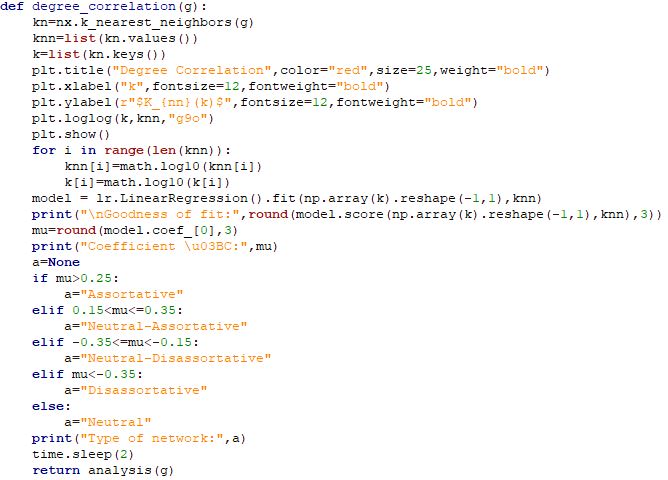 def degree_correlation(g):
    kn=nx.k_nearest_neighbors(g)
    knn=list(kn.values())
    k=list(kn.keys())
    plt.title("Degree Correlation",color="red",size=25,weight="bold")
    plt.xlabel("k",fontsize=12,fontweight="bold")
    plt.ylabel(r"$K_{nn}(k)$",fontsize=12,fontweight="bold")
    plt.loglog(k,knn,"g9o")
    plt.show()
    for i in range(len(knn)):
        knn[i]=math.log10(knn[i])
        k[i]=math.log10(k[i])
    model = lr.LinearRegression().fit(np.array(k).reshape(-1,1),knn)
    print("\nGoodness of fit:",round(model.score(np.array(k).reshape(-1,1),knn),3))
    mu=round(model.coef_[0],3)
    print("Coefficient \u03BC:",mu)
    a=None
    if mu>0.25:
        a="Assortative"
    elif 0.15<mu<=0.35:
        a="Neutral-Assortative"
    elif -0.35<=mu<-0.15:
        a="Neutral-Disassortative"
    elif mu<-0.35:
        a="Disassortative"
    else:
        a="Neutral"
    print("Type of network:",a)
    time.sleep(2)
    return analysis(g)